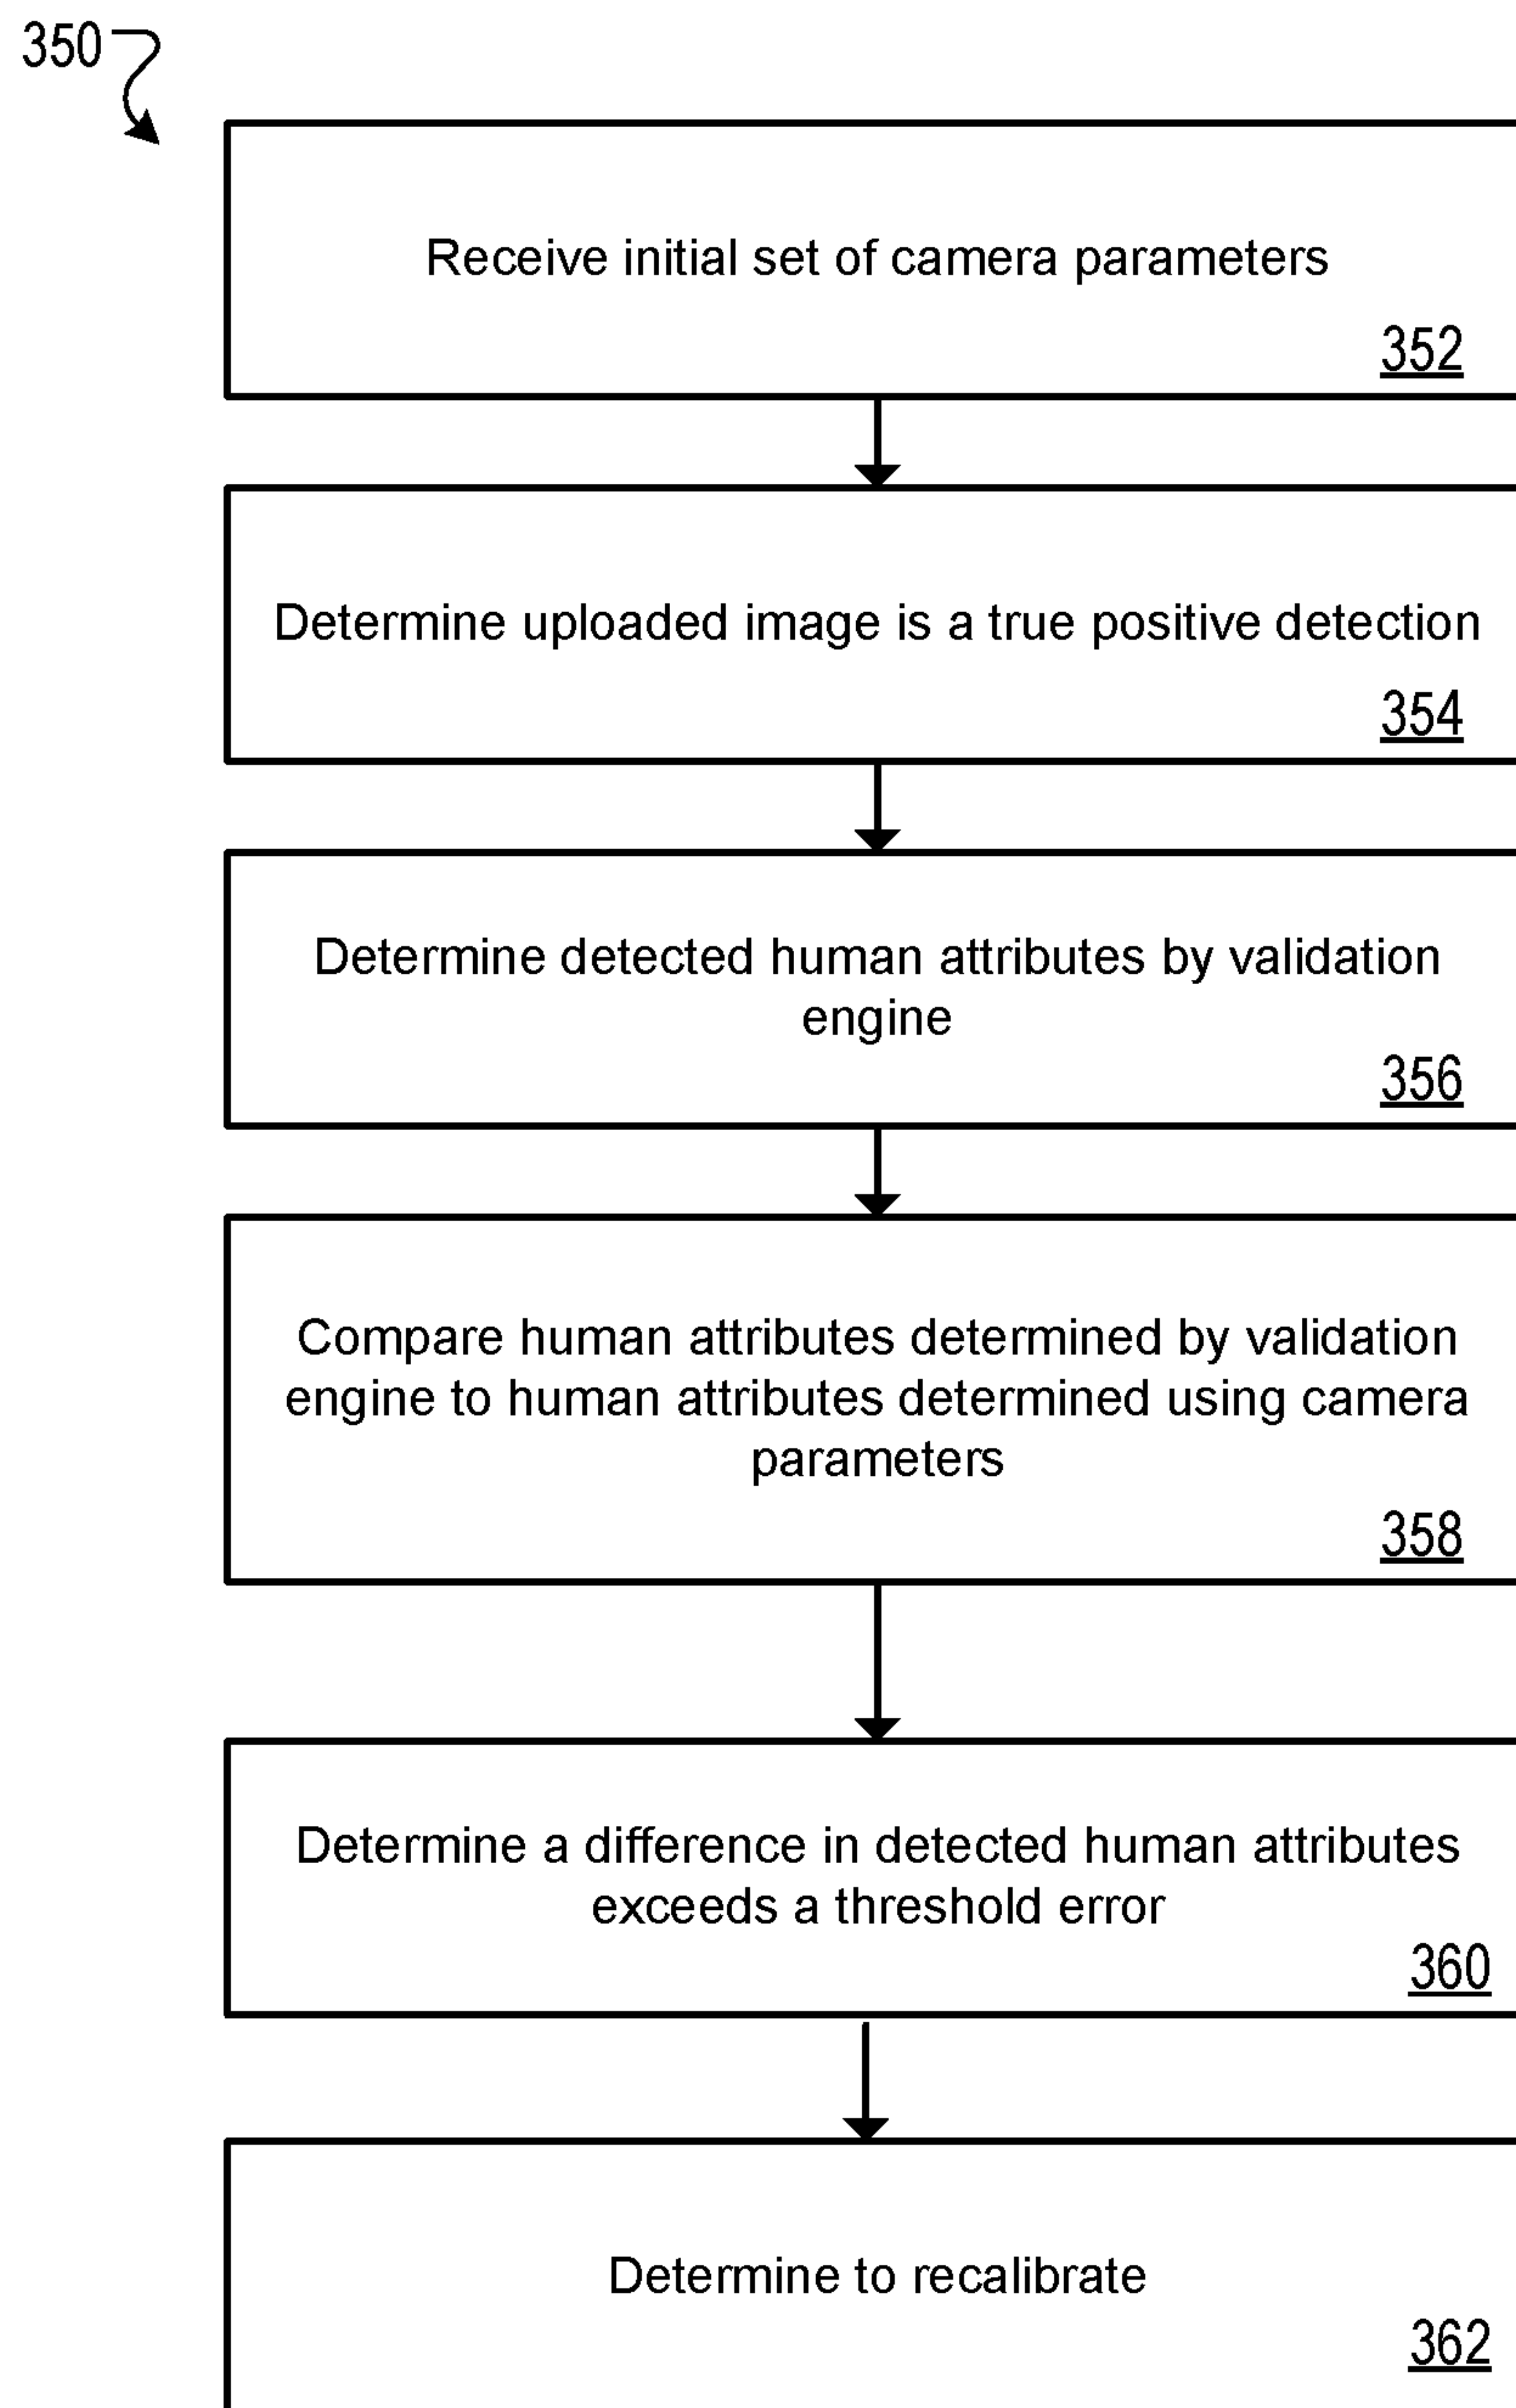 350
Receive initial set of camera parameters
352
Determine uploaded image is a true positive detection
354
Determine detected human attributes by validation
engine
356
Compare human attributes determined by validation
engine to human attributes determined using camera
parameters
358
Determine a difference in detected human attributes
exceeds a threshold error
360
Determine to recalibrate
362